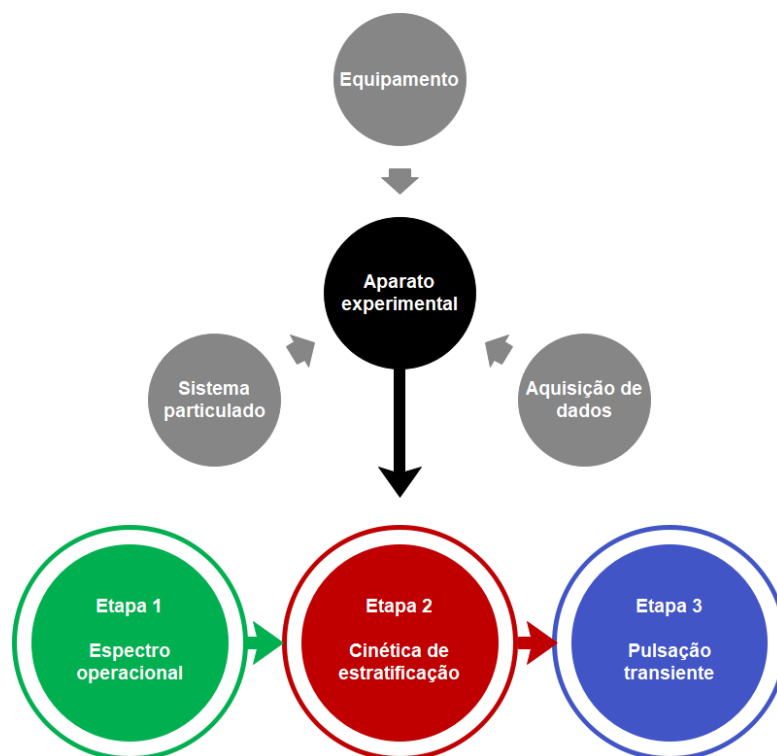 Equipamento
Aparato
experimental
Sistema
particulado
Aquisição de
dados
Etapa 1
Espectro
operacional
Etapa 2
Cinética de
estratificação
Etapa 3
Pulsação
transiente